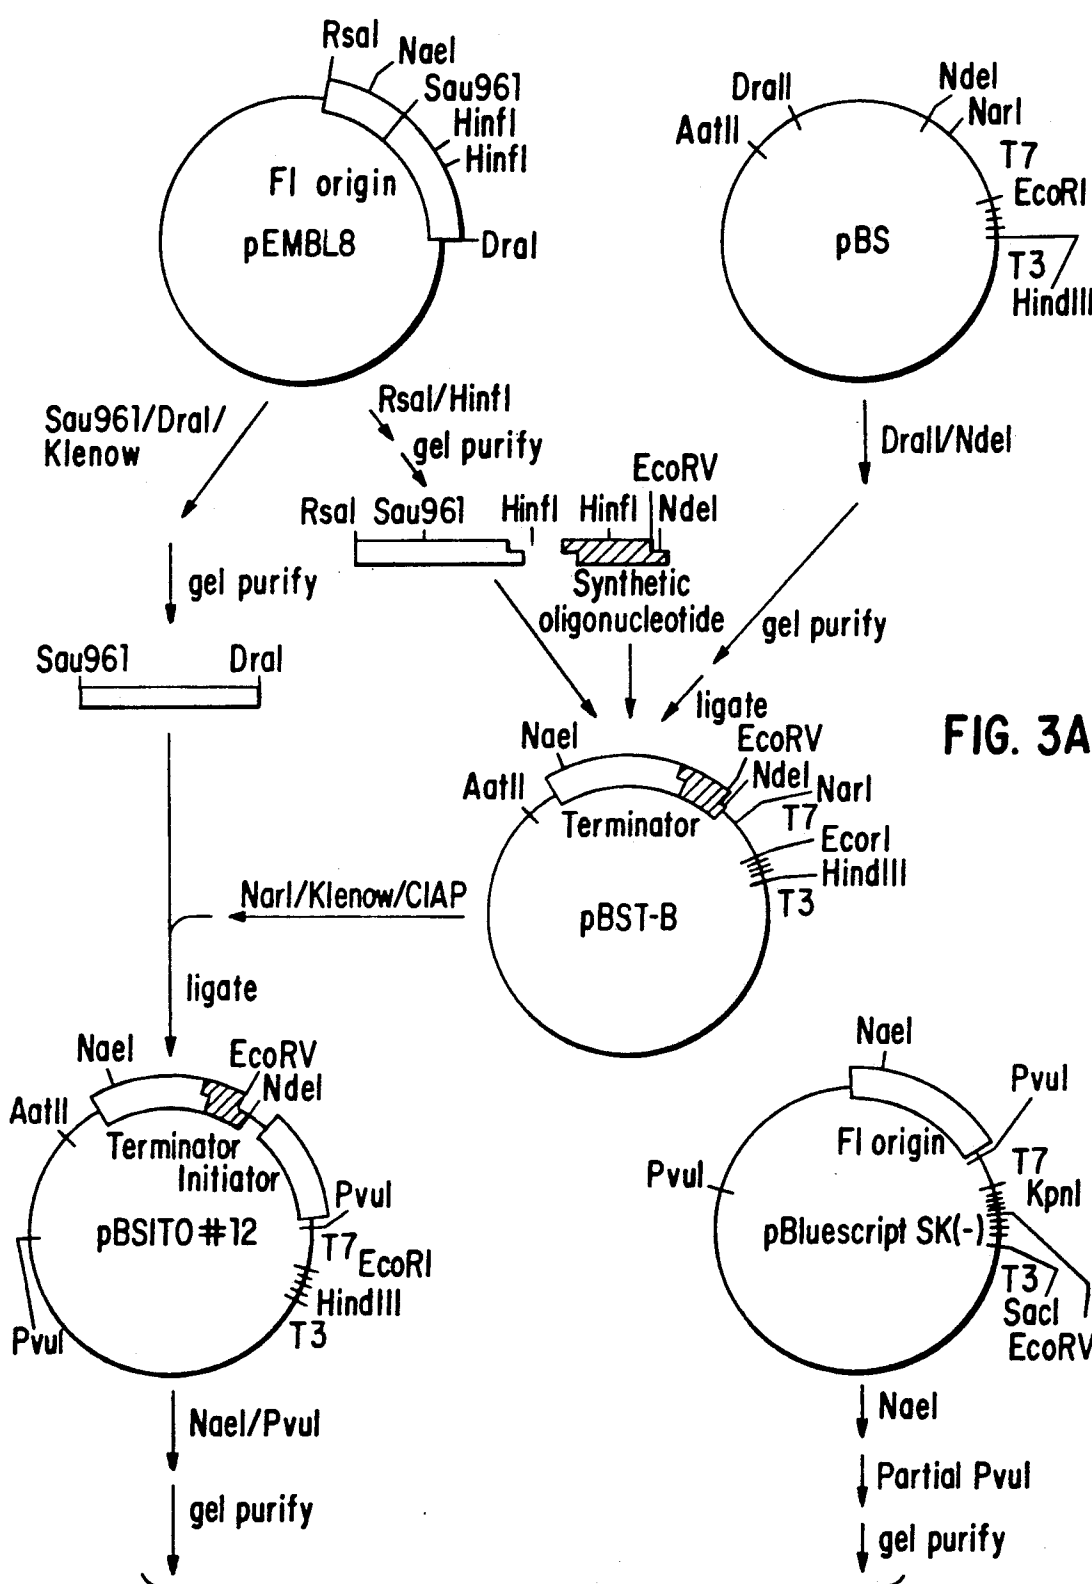 RsaI
NaeI
Sau961
HinfI
HinfI
FI origin
pEMBL8
DraI
DraII
AatII
NdeI
NarI
T7
EcoRI
pBS
T3
HindIII
Sau961/DraI/
Klenow
RsaI/HinfI
gel purify
DraII/NdeI
EcoRV
RsaI Sau961 HinfI HinfI NdeI
Synthetic
oligonucleotide
gel purify
gel purify
Sau961 DraI
ligate
FIG. 3A
NaeI
EcoRV
NdeI
AatII
NarI
Terminator
T7
EcorI
HindIII
T3
pBST-B
NarI/Klenow/CIAP
ligate
NaeI
EcoRV
NdeI
AatII
Terminator
Initiator
PvuI
pBSITO#12
T7
EcoRI
HindIII
T3
PvuI
NaeI
PvuI
FI origin
PvuI
T7
KpnI
pBluescript SK(-)
T3
SacI
EcoRV
NaeI/PvuI
gel purify
NaeI
Partial PvuI
gel purify